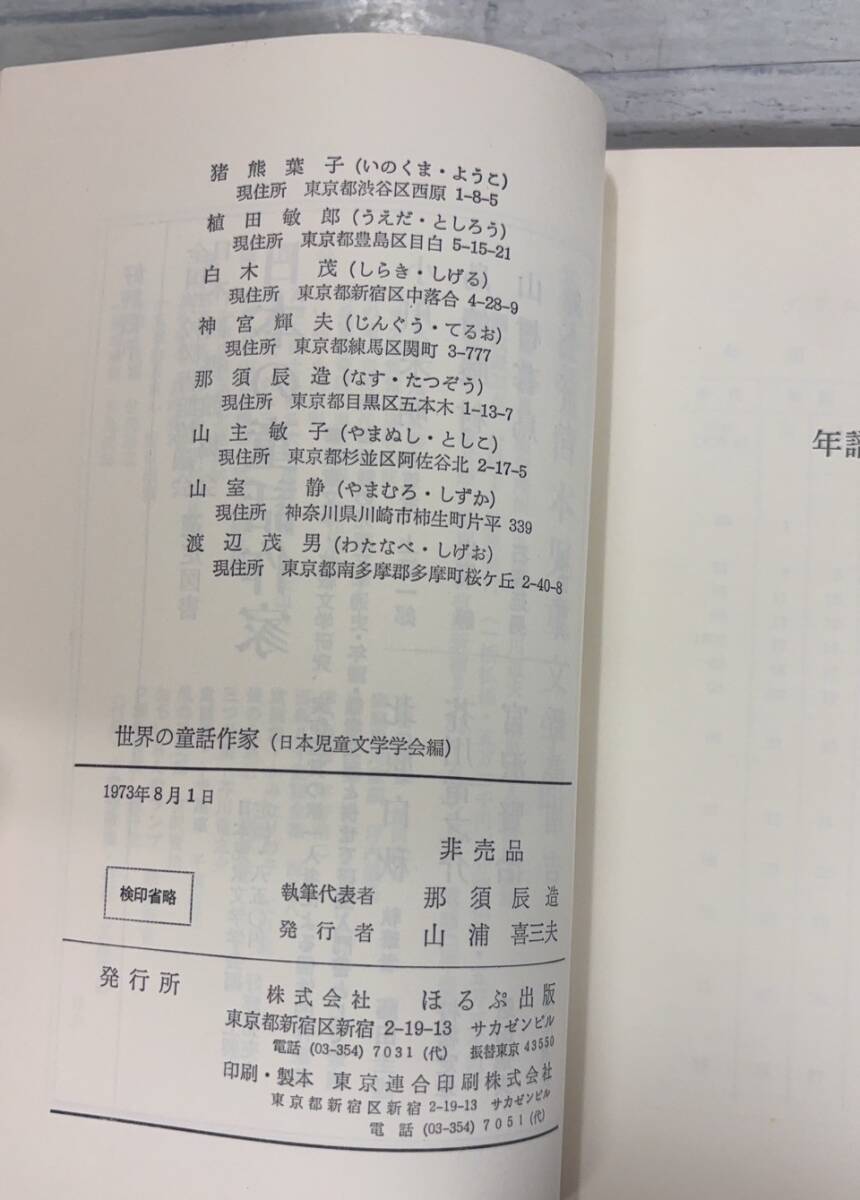 猪熊葉子(いのくま・ようこ)
現住所 東京都渋谷区西原 1-8-5
植田敏郎(うえだ・としろう)
現住所 東京都豊島区目白 5-15-21
白木茂(しらき・しげる)
現住所 東京都新宿区中落合 4-28-9
神宮輝夫(じんぐう・てるお)
現住所 東京都練馬区関町 3-777
那須辰造(なす・たつぞう)
現住所 東京都目黒区五本木 1-13-7
山主敏子(やまぬし・としこ)
現住所 東京都杉並区阿佐谷北 2-17-5
山室静(やまむろ・しずか)
現住所 神奈川県川崎市柿生町片平 339
渡辺茂男(わたなべ・しげお)
現住所 東京都南多摩郡多摩町桜ケ丘 2-40-8
世界の童話作家(日本児童文学学会編)
1973年8月1日
非売品
検印省略
執筆代表者 那須辰造
発行者 山浦喜三夫
発行所 株式会社 ほるぷ出版
東京都新宿区新宿 2-19-13 サカゼンビル
電話 (03-354) 7031 (代) 振替東京 43550
印刷・製本 東京連合印刷株式会社
東京都新宿区新宿 2-19-13 サカゼンビル
電話 (03-354) 7051 (代)
年